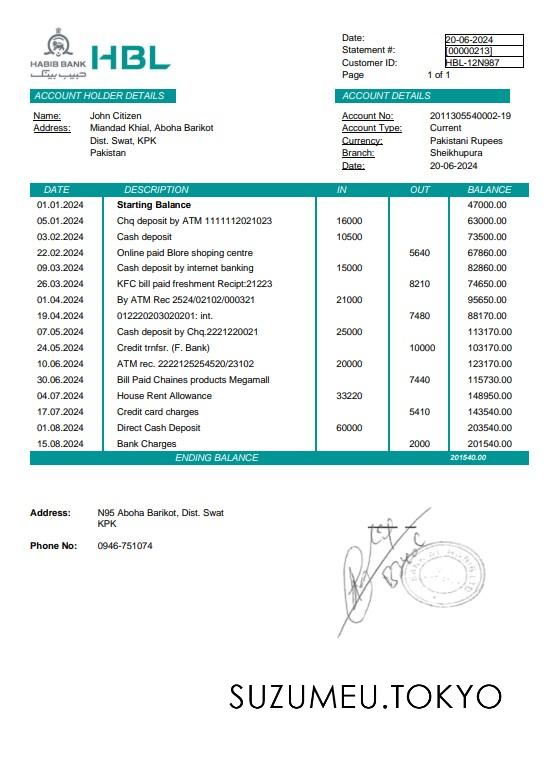 Date: 20-06-2024
Statement #: [00000213]
Customer ID: HBL-12N987
Page 1 of 1
HABIB BANK HBL
حبیب بینک
ACCOUNT HOLDER DETAILS ACCOUNT DETAILS
Name: John Citizen Account No: 2011305540002-19
Address: Miandad Khial, Aboha Barikot Account Type: Current
Dist. Swat, KPK Currency: Pakistani Rupees
Pakistan Branch: Sheikhupura
Date: 20-06-2024
DATE DESCRIPTION IN OUT BALANCE
01.01.2024 Starting Balance 47000.00
05.01.2024 Chq deposit by ATM 1111112021023 16000 63000.00
03.02.2024 Cash deposit 10500 73500.00
22.02.2024 Online paid Blore shoping centre 5640 67860.00
09.03.2024 Cash deposit by internet banking 15000 82860.00
26.03.2024 KFC bill paid freshment Recipt:21223 8210 74650.00
01.04.2024 By ATM Rec 2524/02102/000321 21000 95650.00
19.04.2024 012220203020201: int. 7480 88170.00
07.05.2024 Cash deposit by Chq.2221220021 25000 113170.00
24.05.2024 Credit trnfsr. (F. Bank) 10000 103170.00
10.06.2024 ATM rec. 2222125254520/23102 20000 123170.00
30.06.2024 Bill Paid Chaines products Megamall 7440 115730.00
04.07.2024 House Rent Allowance 33220 148950.00
17.07.2024 Credit card charges 5410 143540.00
01.08.2024 Direct Cash Deposit 60000 203540.00
15.08.2024 Bank Charges 2000 201540.00
ENDING BALANCE 201540.00
Address: N95 Aboha Barikot, Dist. Swat
KPK
Phone No: 0946-751074
SUZUMEU.TOKYO